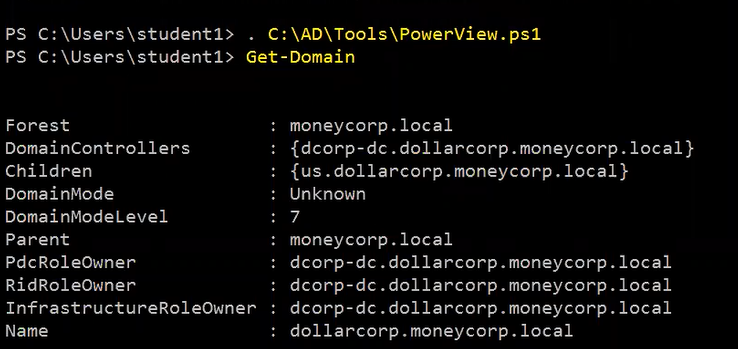 PS C:\Users\student1> . C:\AD\Tools\PowerView.ps1
PS C:\Users\student1> Get-Domain
Forest                  : moneycorp.local
DomainControllers       : {dcorp-dc.dollarcorp.moneycorp.local}
Children                : {us.dollarcorp.moneycorp.local}
DomainMode              : Unknown
DomainModeLevel         : 7
Parent                  : moneycorp.local
PdcRoleOwner            : dcorp-dc.dollarcorp.moneycorp.local
RidRoleOwner            : dcorp-dc.dollarcorp.moneycorp.local
InfrastructureRoleOwner : dcorp-dc.dollarcorp.moneycorp.local
Name                    : dollarcorp.moneycorp.local